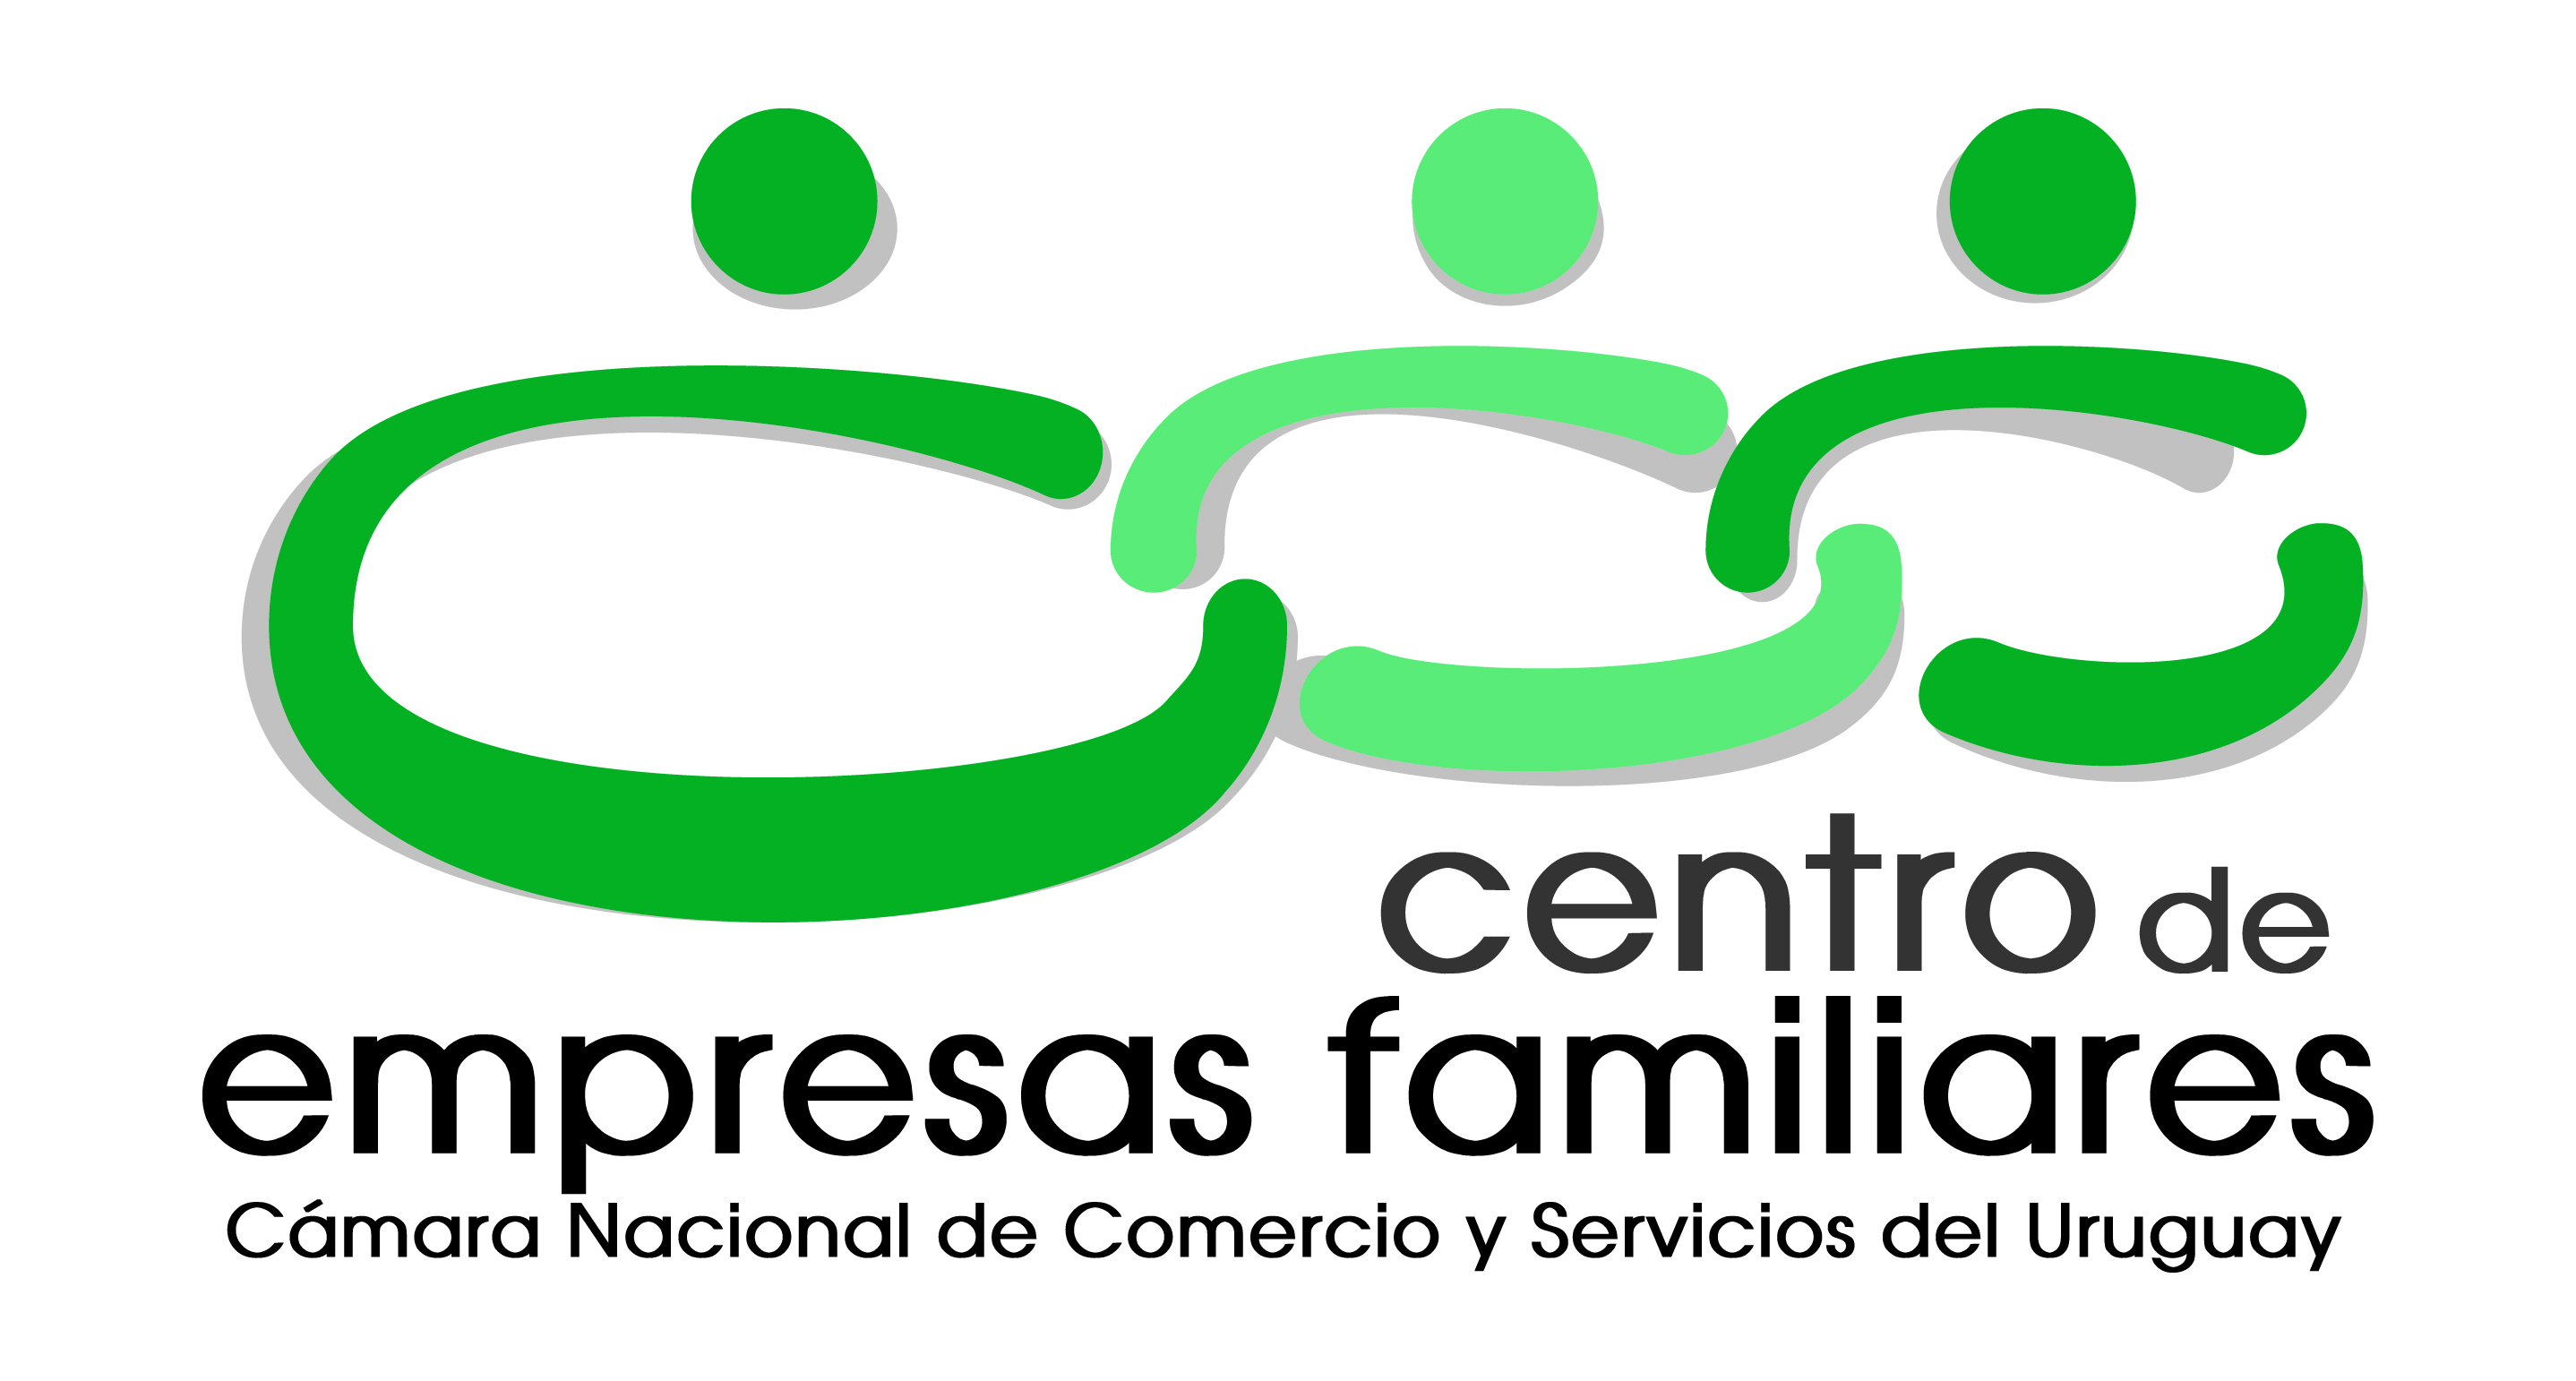 centro de
empresas familiares
Cámara Nacional de Comercio y Servicios del Uruguay